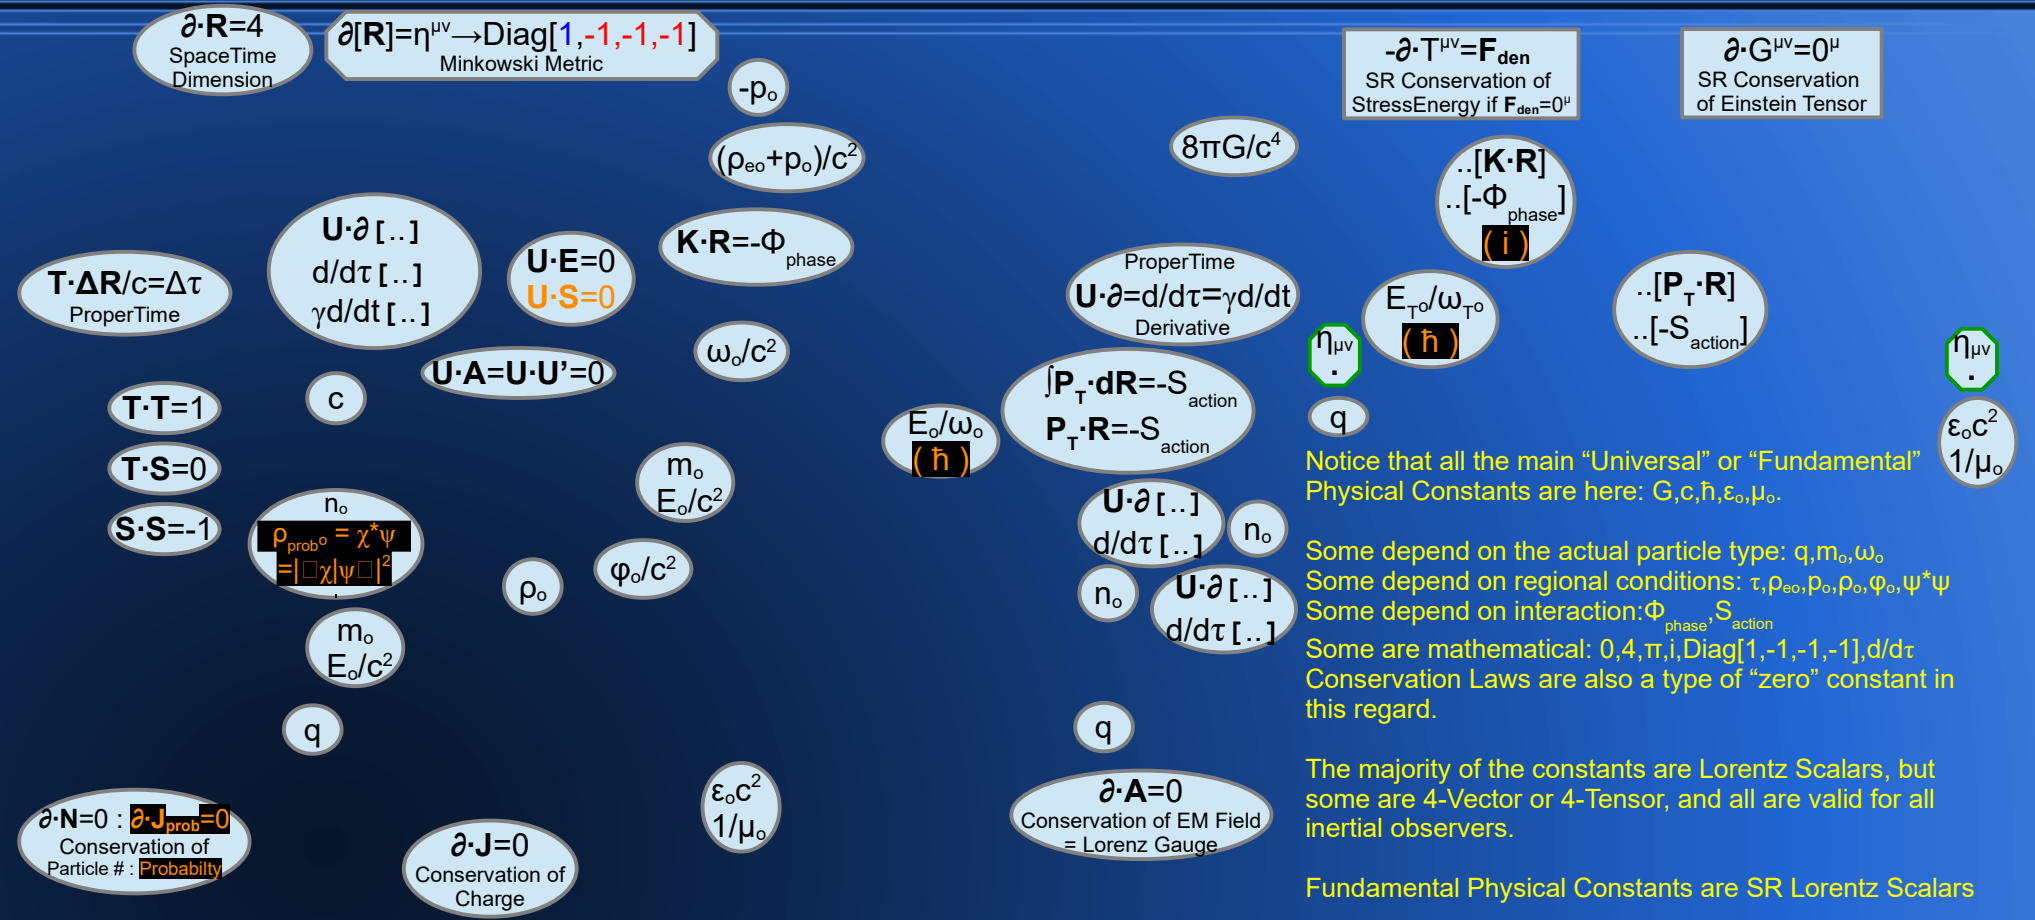 ∂·R=4
SpaceTime
Dimension
∂[R]=η^μν→Diag[1,-1,-1,-1]
Minkowski Metric
-∂·T^μν=F_den
SR Conservation of
StressEnergy if F_den=0^μ
∂·G^μν=0^μ
SR Conservation
of Einstein Tensor
-p_o
(ρ_eo+p_o)/c²
8πG/c⁴
..[K·R]
..[-Φ_phase]
( i )
U·∂ [..]
d/dτ [..]
γd/dt [..]
U·E=0
U·S=0
K·R=-Φ_phase
T·ΔR/c=Δτ
ProperTime
ProperTime
U·∂=d/dτ=γd/dt
Derivative
E_To/ω_To
( ħ )
..[P_T·R]
..[-S_action]
η_μν
.
η_μν
.
ω_o/c²
U·A=U·U’=0
c
T·T=1
T·S=0
S·S=-1
∫P_T·dR=-S_action
P_T·R=-S_action
E_o/ω_o
( ħ )
q
ε_oc²
1/μ_o
m_o
E_o/c²
n_o
ρ_probo = χ*ψ
=|□χ|ψ□|²
U·∂ [..]
d/dτ [..]
n_o
ρ_o
φ_o/c²
n_o
U·∂ [..]
d/dτ [..]
m_o
E_o/c²
q
q
ε_oc²
1/μ_o
∂·N=0 : ∂·J_prob=0
Conservation of
Particle # : Probabilty
∂·J=0
Conservation of
Charge
∂·A=0
Conservation of EM Field
= Lorenz Gauge
Notice that all the main “Universal” or “Fundamental”
Physical Constants are here: G,c,ħ,ε_o,μ_o.
Some depend on the actual particle type: q,m_o,ω_o
Some depend on regional conditions: τ,ρ_eo,p_o,ρ_o,φ_o,ψ*ψ
Some depend on interaction:Φ_phase,S_action
Some are mathematical: 0,4,π,i,Diag[1,-1,-1,-1],d/dτ
Conservation Laws are also a type of “zero” constant in
this regard.
The majority of the constants are Lorentz Scalars, but
some are 4-Vector or 4-Tensor, and all are valid for all
inertial observers.
Fundamental Physical Constants are SR Lorentz Scalars